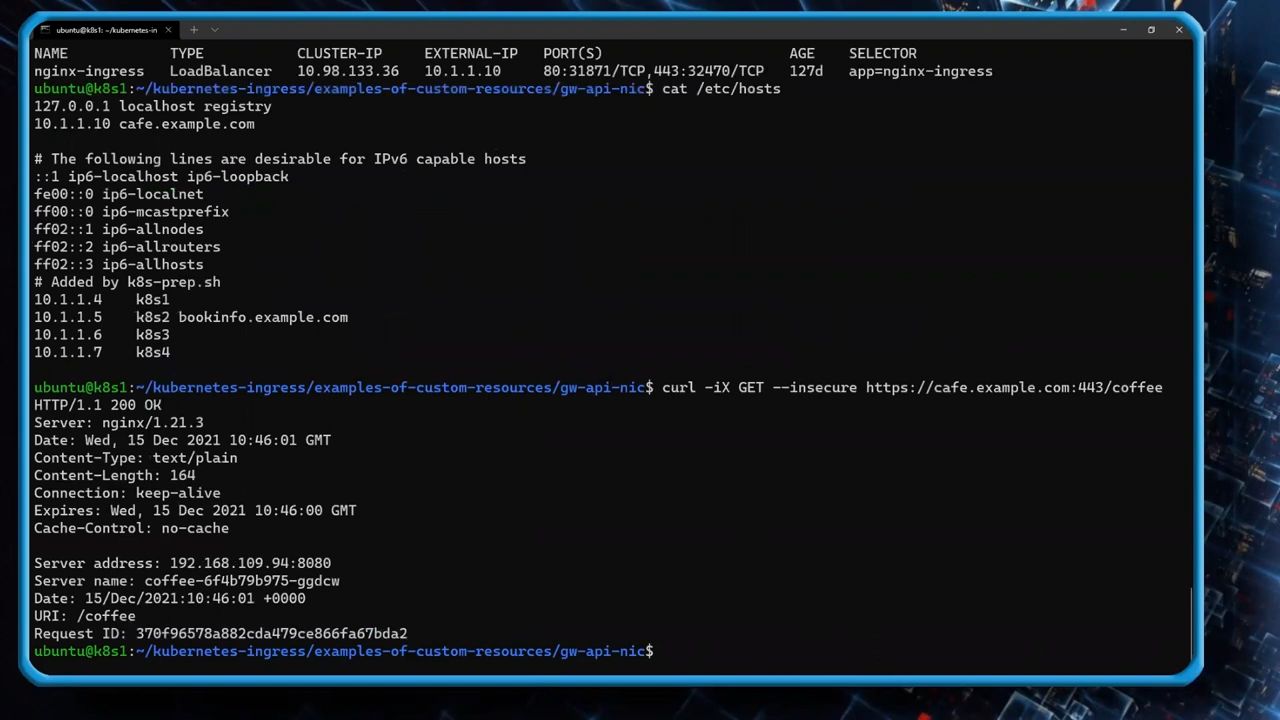 ubuntu@k8s1: ~/kubernetes-in
NAME TYPE CLUSTER-IP EXTERNAL-IP PORT(S) AGE SELECTOR
nginx-ingress LoadBalancer 10.98.133.36 10.1.1.10 80:31871/TCP,443:32470/TCP 127d app=nginx-ingress
ubuntu@k8s1:~/kubernetes-ingress/examples-of-custom-resources/gw-api-nic$ cat /etc/hosts
127.0.0.1 localhost registry
10.1.1.10 cafe.example.com
# The following lines are desirable for IPv6 capable hosts
::1 ip6-localhost ip6-loopback
fe00::0 ip6-localnet
ff00::0 ip6-mcastprefix
ff02::1 ip6-allnodes
ff02::2 ip6-allrouters
ff02::3 ip6-allhosts
# Added by k8s-prep.sh
10.1.1.4 k8s1
10.1.1.5 k8s2 bookinfo.example.com
10.1.1.6 k8s3
10.1.1.7 k8s4
ubuntu@k8s1:~/kubernetes-ingress/examples-of-custom-resources/gw-api-nic$ curl -iX GET --insecure https://cafe.example.com:443/coffee
HTTP/1.1 200 OK
Server: nginx/1.21.3
Date: Wed, 15 Dec 2021 10:46:01 GMT
Content-Type: text/plain
Content-Length: 164
Connection: keep-alive
Expires: Wed, 15 Dec 2021 10:46:00 GMT
Cache-Control: no-cache
Server address: 192.168.109.94:8080
Server name: coffee-6f4b79b975-ggdcw
Date: 15/Dec/2021:10:46:01 +0000
URI: /coffee
Request ID: 370f96578a882cda479ce866fa67bda2
ubuntu@k8s1:~/kubernetes-ingress/examples-of-custom-resources/gw-api-nic$